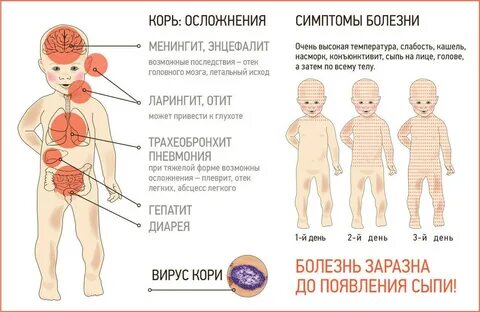 КОРЬ: ОСЛОЖНЕНИЯ
МЕНИНГИТ, ЭНЦЕФАЛИТ
возможные последствия – отек
головного мозга, летальный исход
ЛАРИНГИТ, ОТИТ
может привести к глухоте
ТРАХЕОБРОНХИТ
ПНЕВМОНИЯ
при тяжелой форме возможны
осложнения – плеврит, отек
легких, абсцесс легкого
ГЕПАТИТ
ДИАРЕЯ
ВИРУС КОРИ
СИМПТОМЫ БОЛЕЗНИ
Очень высокая температура, слабость, кашель,
насморк, конъюнктивит, сыпь на лице, голове,
а затем по всему телу.
1-й день
2-й день
3-й день
БОЛЕЗНЬ ЗАРАЗНА
ДО ПОЯВЛЕНИЯ СЫПИ!